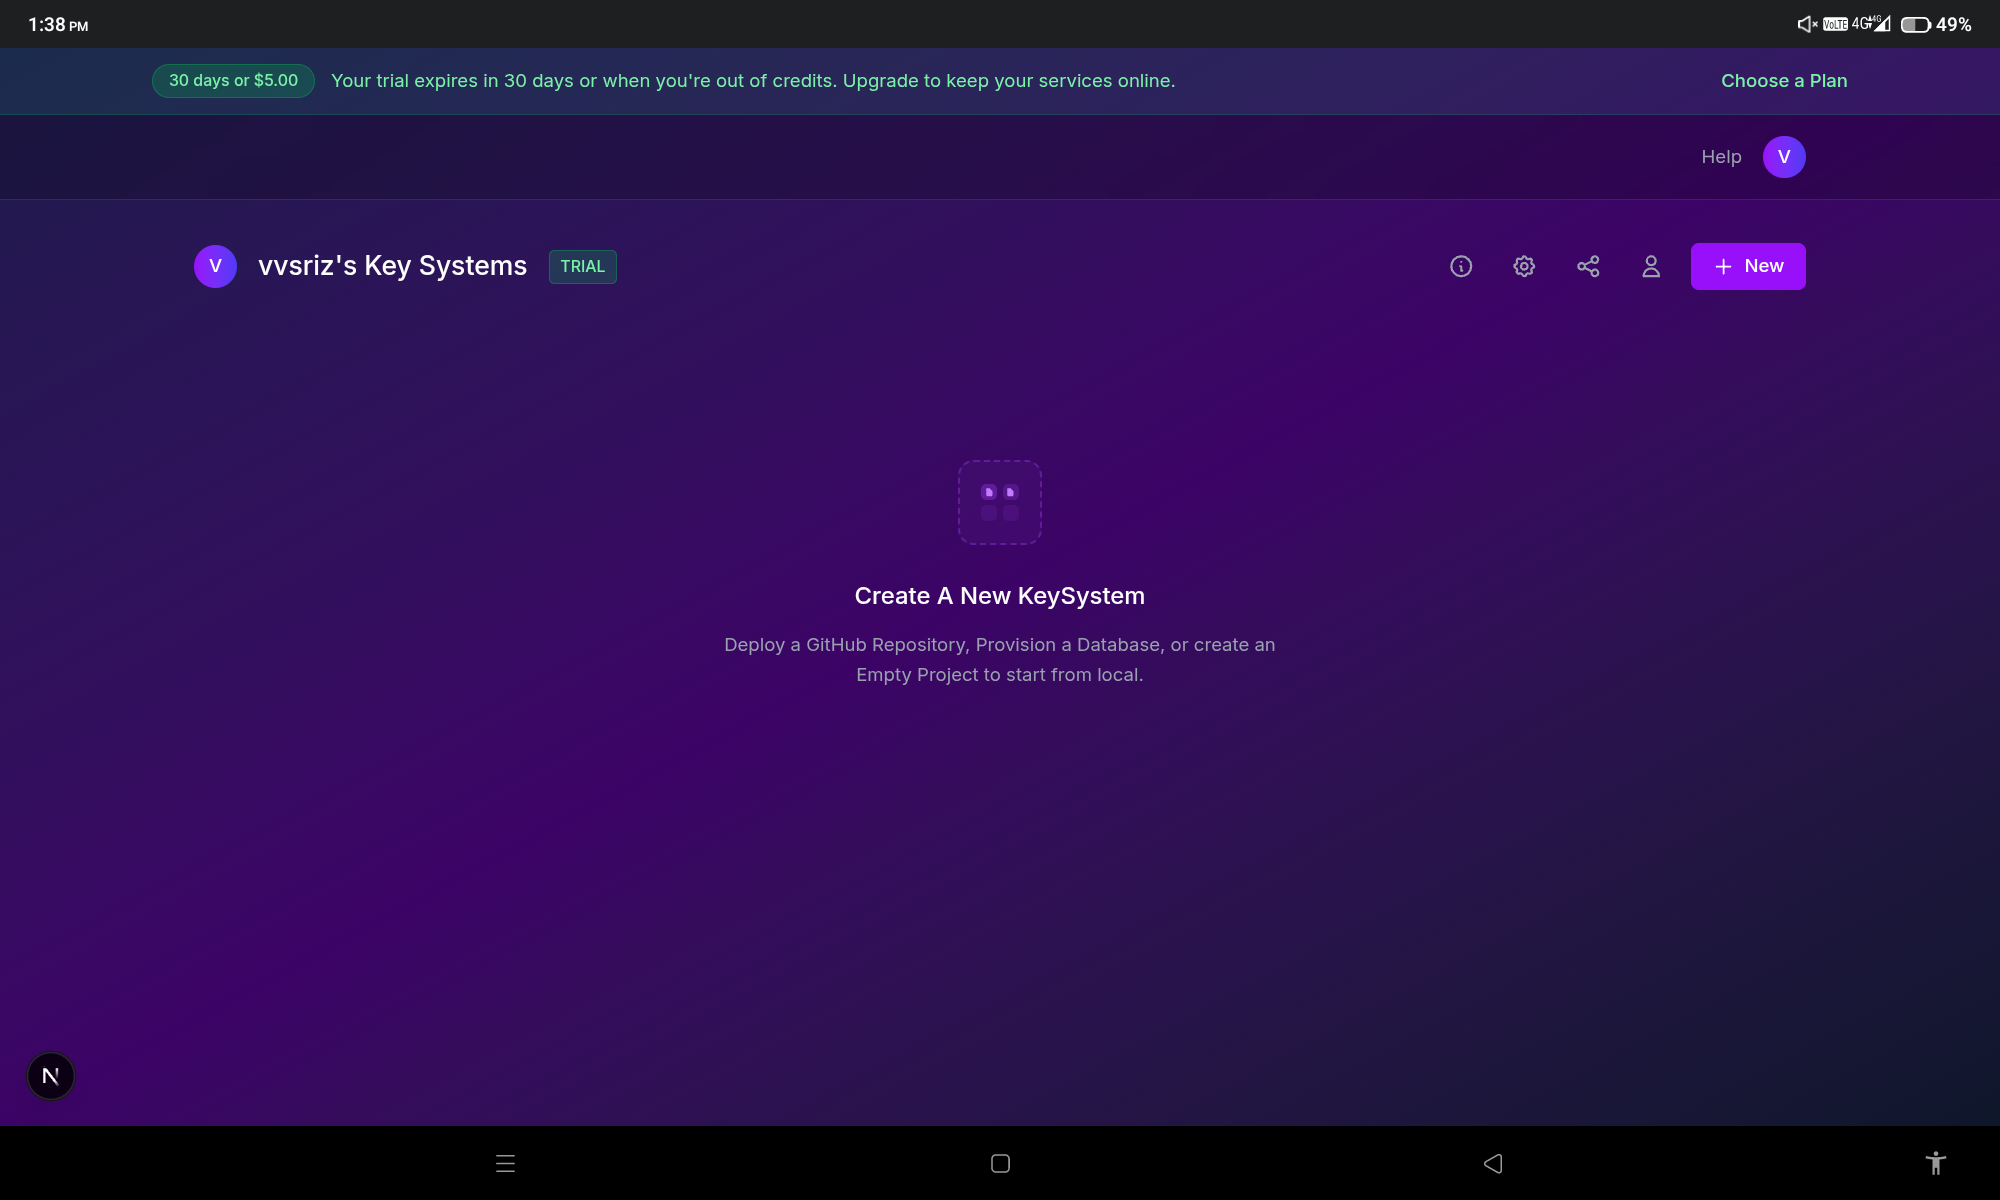 1:38 PM
VoLTE 4G 4G 49%
30 days or $5.00 Your trial expires in 30 days or when you're out of credits. Upgrade to keep your services online. Choose a Plan
Help V
V vvsriz's Key Systems TRIAL New
Create A New KeySystem
Deploy a GitHub Repository, Provision a Database, or create an
Empty Project to start from local.
N